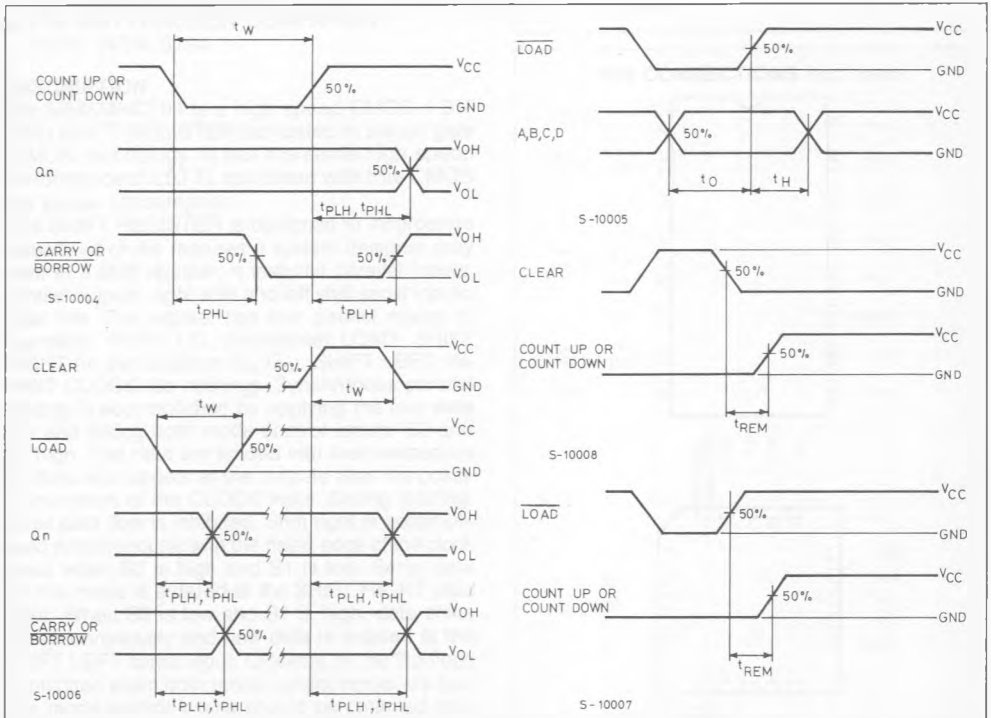 tW
COUNT UP OR
COUNT DOWN
50%
VCC
GND
Qn
50%
VOH
VOL
tPLH, tPHL
CARRY OR
BORROW
50%
VOH
VOL
S-10004
tPHL
tPLH
CLEAR
50%
VCC
GND
tW
tW
LOAD
50%
VCC
GND
Qn
50%
VOH
VOL
tPLH, tPHL
tPLH, tPHL
CARRY OR
BORROW
50%
VOH
VOL
S-10006
tPLH, tPHL
tPLH, tPHL
LOAD
50%
VCC
GND
A,B,C,D
50%
VCC
GND
tO
tH
S-10005
CLEAR
50%
VCC
GND
COUNT UP OR
COUNT DOWN
50%
VCC
GND
tREM
S-10008
LOAD
50%
VCC
GND
COUNT UP OR
COUNT DOWN
50%
VCC
GND
tREM
S-10007